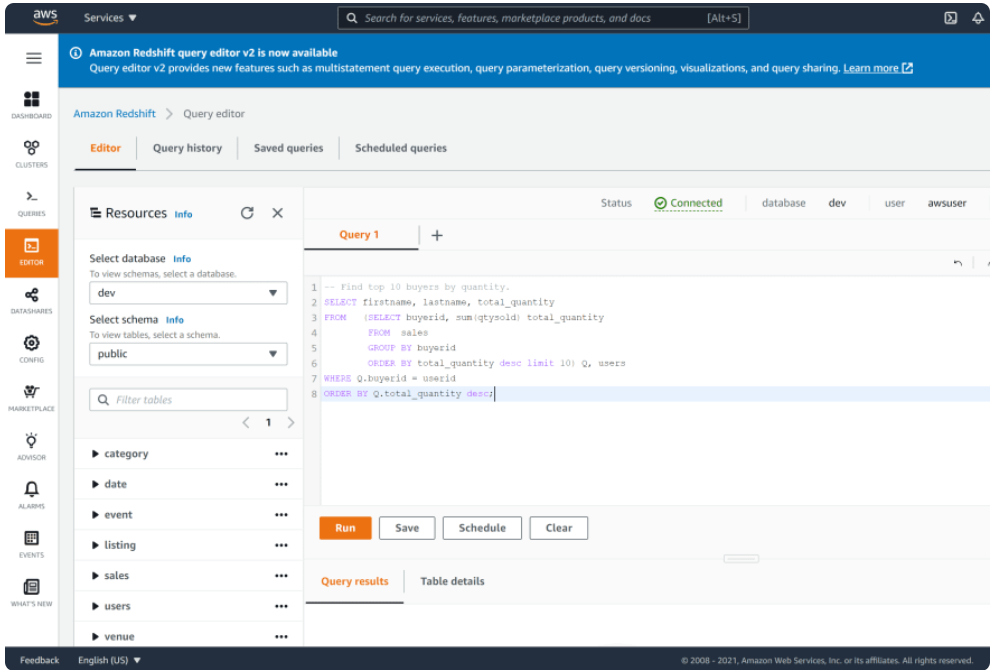 aws
Services ▼
Search for services, features, marketplace products, and docs [Alt+S]
Amazon Redshift query editor v2 is now available
Query editor v2 provides new features such as multistatement query execution, query parameterization, query versioning, visualizations, and query sharing. Learn more
DASHBOARD
CLUSTERS
QUERIES
EDITOR
DATASHARES
CONFIG
MARKETPLACE
ADVISOR
ALARMS
EVENTS
WHAT'S NEW
Amazon Redshift > Query editor
Editor Query history Saved queries Scheduled queries
Resources Info
Select database Info
To view schemas, select a database.
dev
Select schema Info
To view tables, select a schema.
public
Filter tables
< 1 >
category •••
date •••
event •••
listing •••
sales •••
users •••
venue •••
Status Connected database dev user awsuser
Query 1 +
1 -- Find top 10 buyers by quantity.
2 SELECT firstname, lastname, total_quantity
3 FROM (SELECT buyerid, sum(qtysold) total_quantity
4 FROM sales
5 GROUP BY buyerid
6 ORDER BY total_quantity desc limit 10) Q, users
7 WHERE Q.buyerid = userid
8 ORDER BY Q.total_quantity desc;
Run Save Schedule Clear
Query results Table details
Feedback English (US) ▼ © 2008 - 2021, Amazon Web Services, Inc. or its affiliates. All rights reserved.